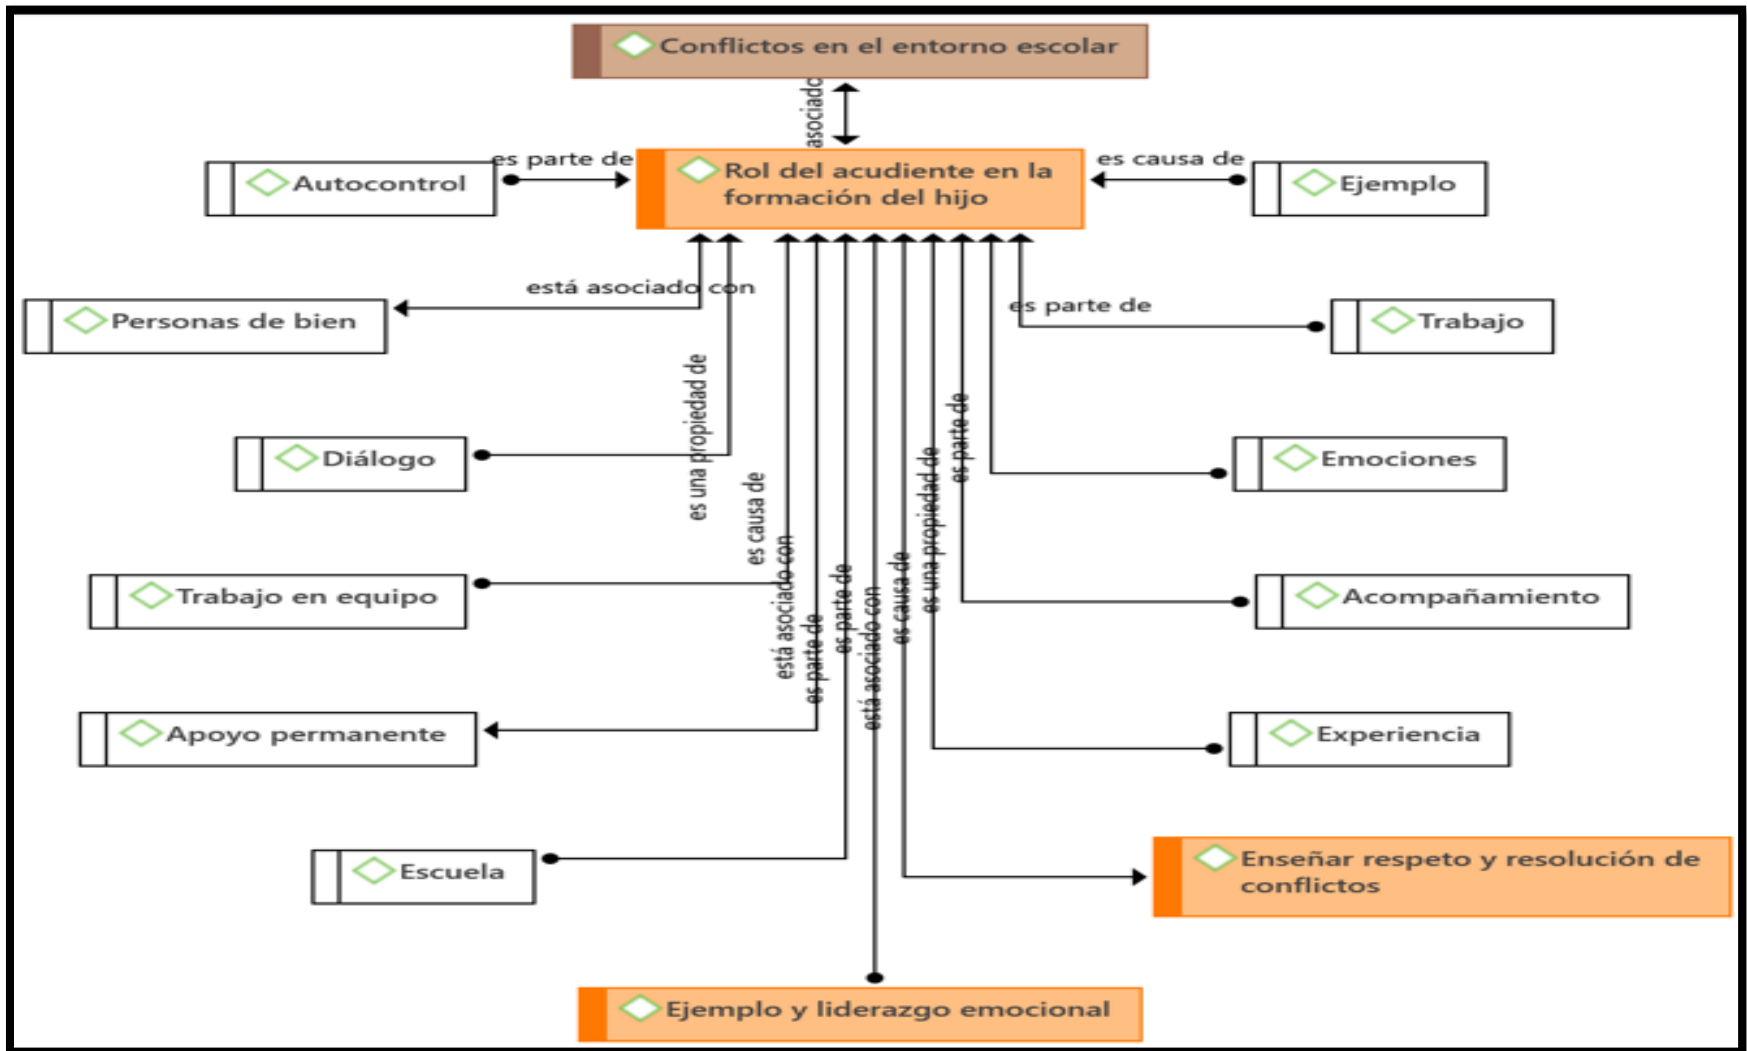 Conflictos en el entorno escolar
asociado
es parte de
es causa de
Autocontrol
Rol del acudiente en la
formación del hijo
Ejemplo
está asociado con
es parte de
Personas de bien
Trabajo
es una propiedad de
es parte de
Diálogo
Emociones
es causa de
es una propiedad de
está asociado con
es parte de
es causa de
Trabajo en equipo
Acompañamiento
es parte de
está asociado con
Apoyo permanente
Experiencia
Escuela
Enseñar respeto y resolución de
conflictos
Ejemplo y liderazgo emocional